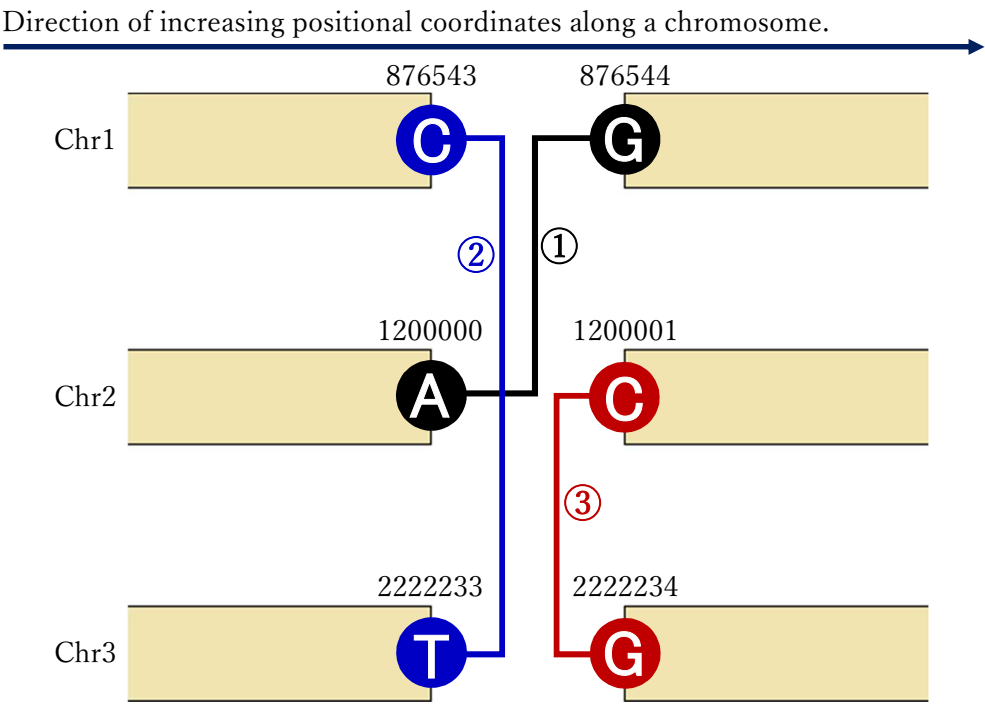 Direction of increasing positional coordinates along a chromosome.
876543 876544
Chr1 C G
② ①
1200000 1200001
Chr2 A C
③
2222233 2222234
Chr3 T G